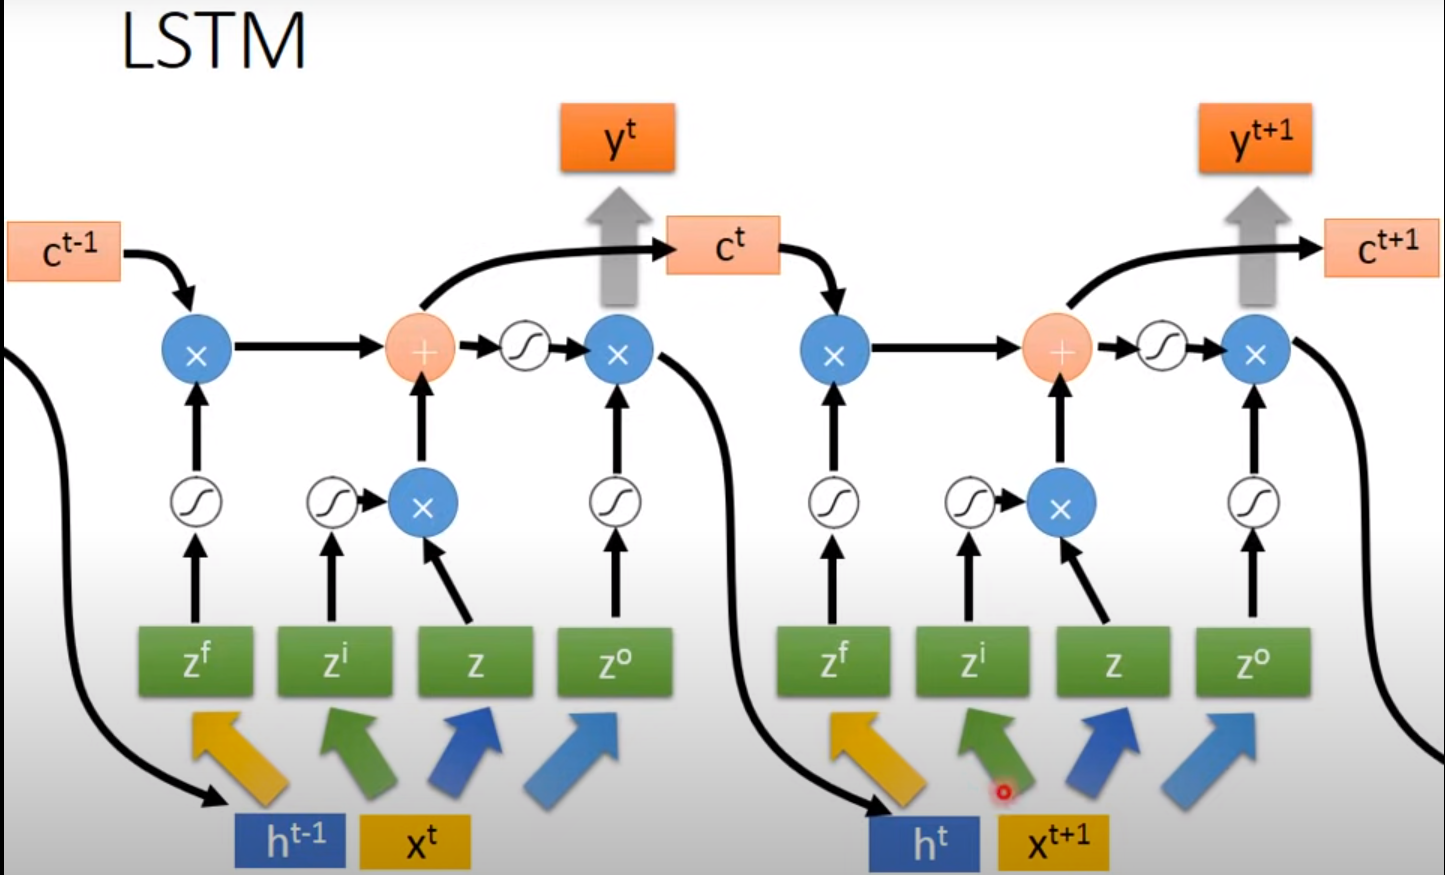 LSTM
y^t
y^t+1
c^t-1
c^t
c^t+1
×
+
×
×
+
×
×
×
z^f
z^i
z
z^o
z^f
z^i
z
z^o
h^t-1
x^t
h^t
x^t+1